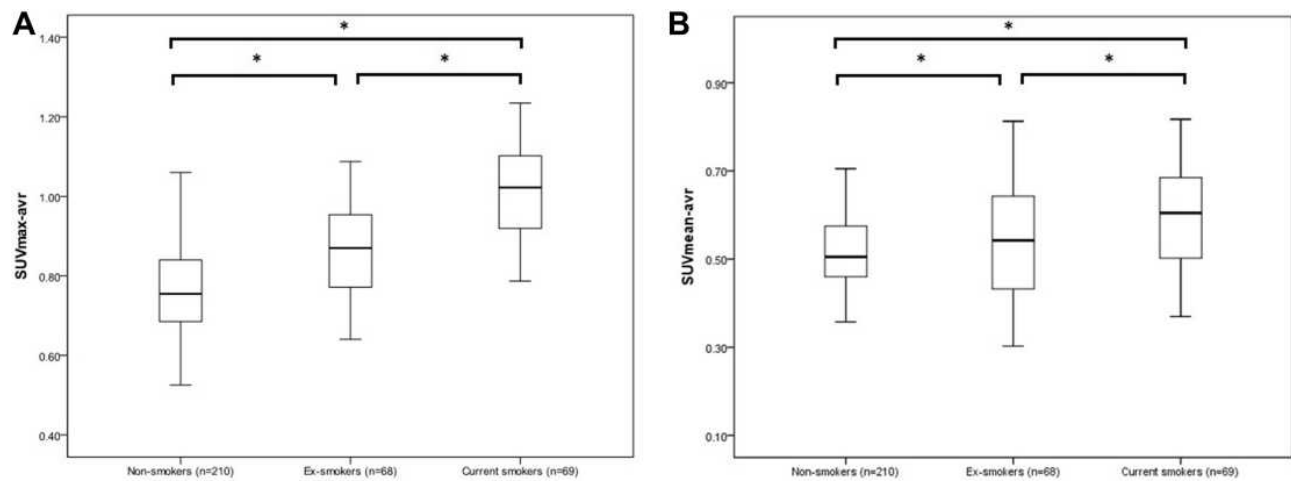 A
SUVmax-avr
1.40
1.20
1.00
0.80
0.60
0.40
*
*
*
Non-smokers (n=210)
Ex-smokers (n=68)
Current smokers (n=69)
B
SUVmean-avr
0.90
0.70
0.50
0.30
0.10
*
*
*
Non-smokers (n=210)
Ex-smokers (n=68)
Current smokers (n=69)